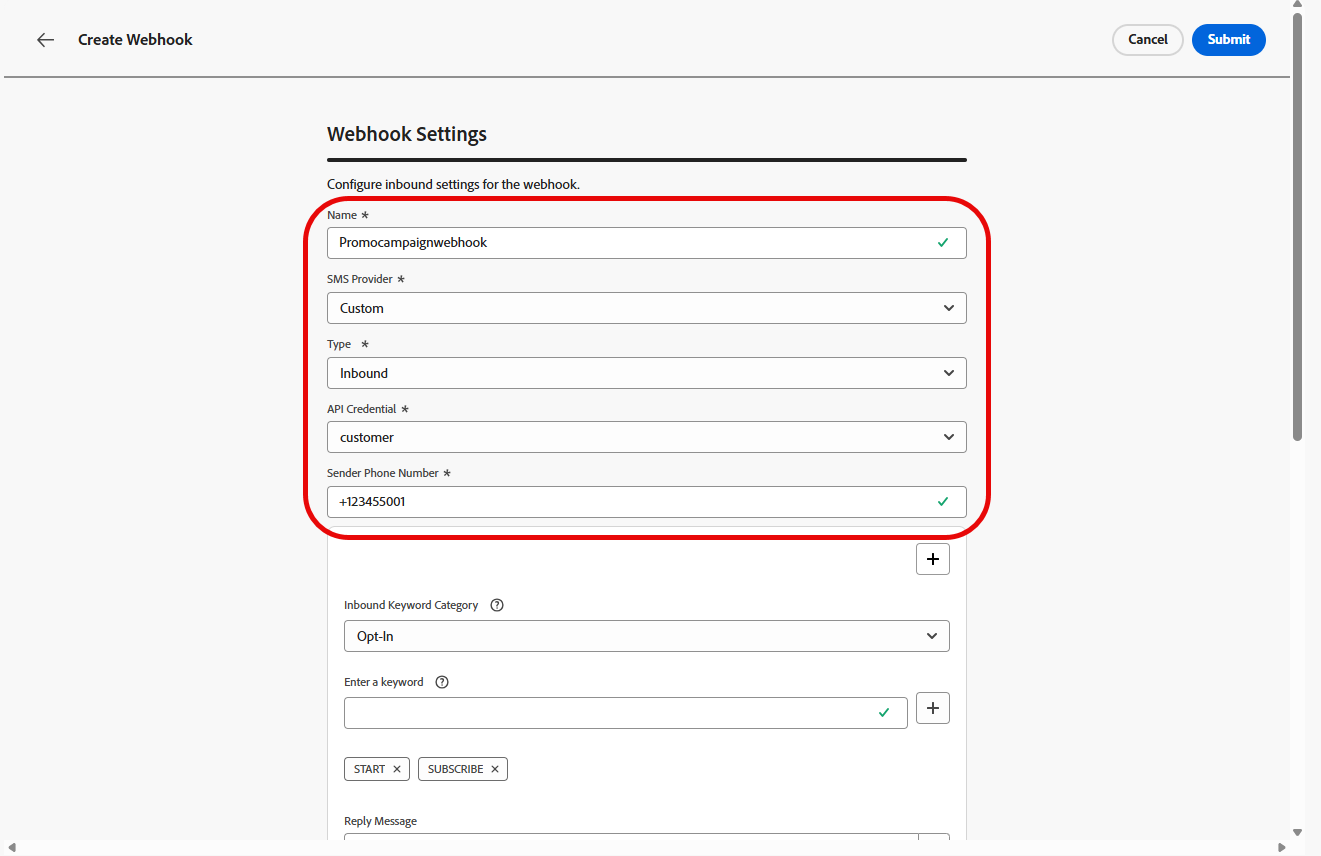 Create Webhook
Cancel
Submit
Webhook Settings
Configure inbound settings for the webhook.
Name *
Promocampaignwebhook
SMS Provider *
Custom
Type *
Inbound
API Credential *
customer
Sender Phone Number *
+123455001
Inbound Keyword Category
Opt-In
Enter a keyword
START
SUBSCRIBE
Reply Message